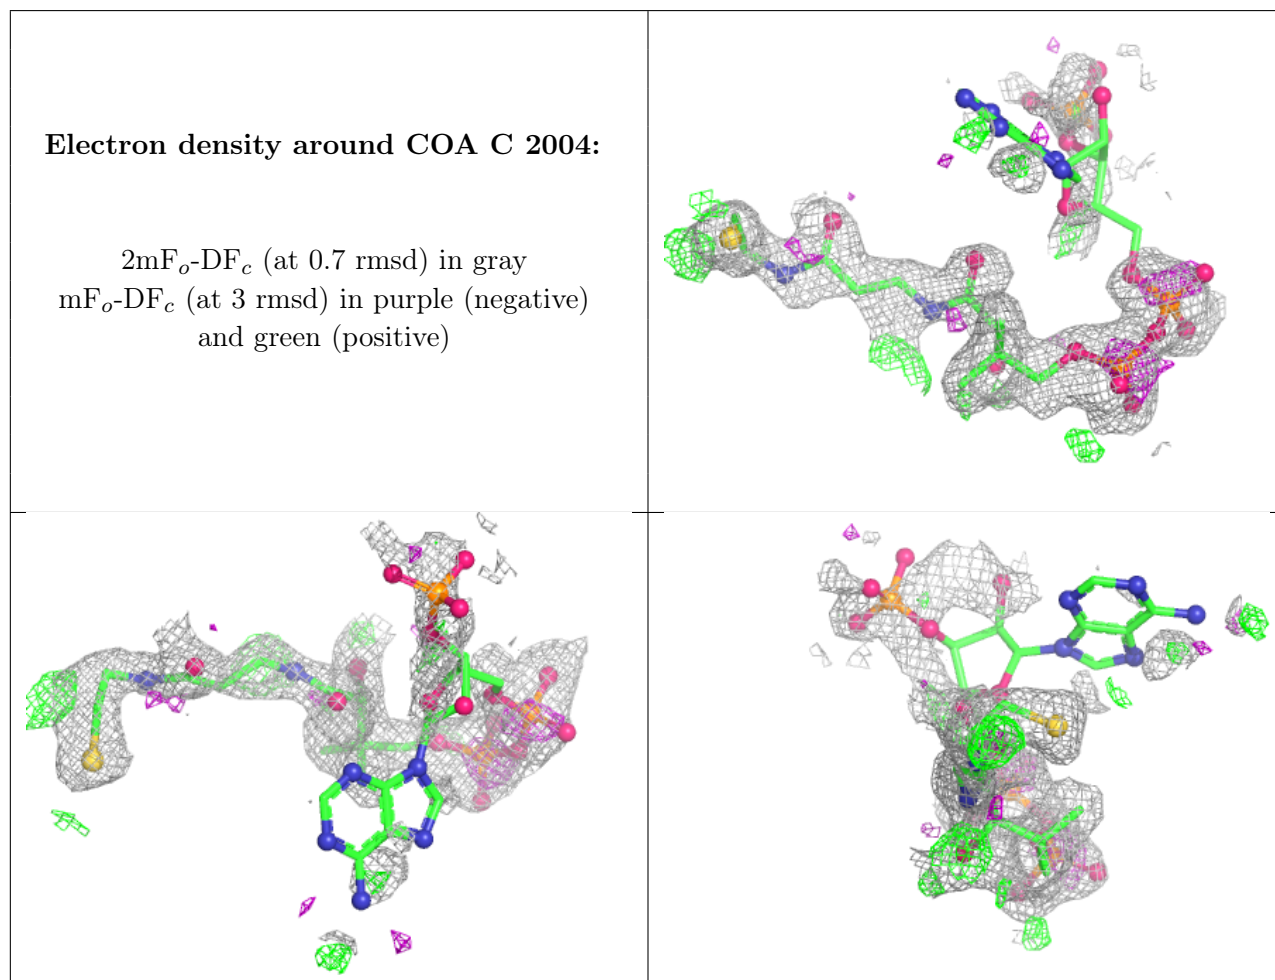 Electron density around COA C 2004:
2mFo-DFc (at 0.7 rmsd) in gray
mFo-DFc (at 3 rmsd) in purple (negative)
and green (positive)